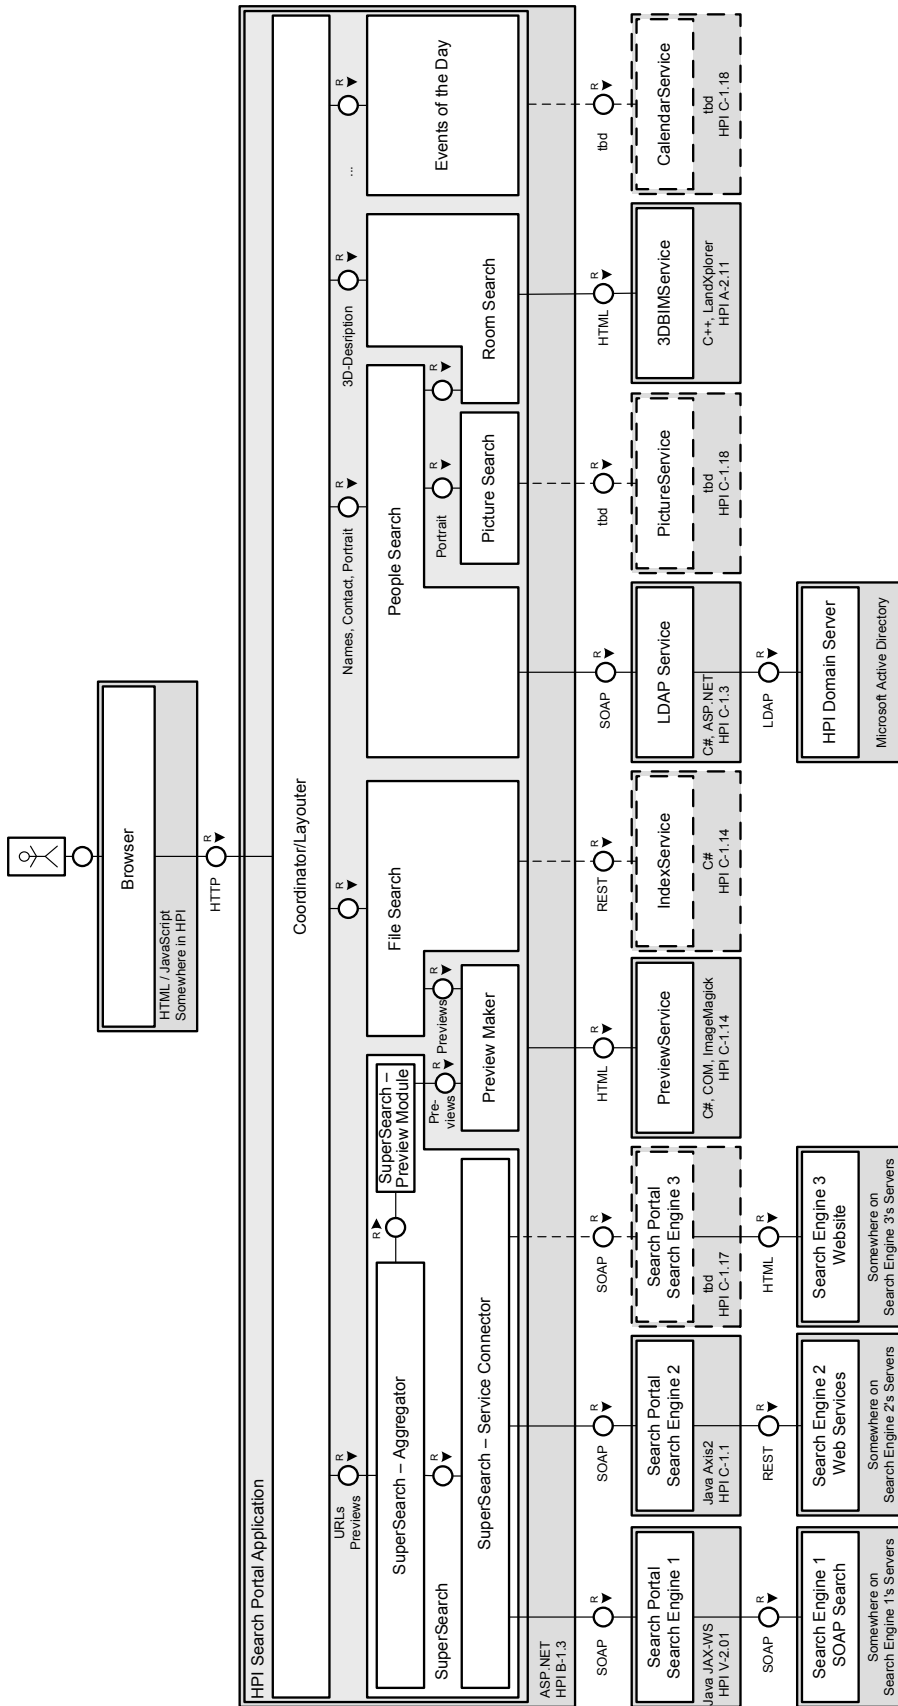 Browser
HTML / JavaScript
Somewhere in HPI
R
HTTP
HPI Search Portal Application
Coordinator/Layouter
R
URLs
Previews
R
R
Names, Contact, Portrait
R
3D-Desription
R
...
SuperSearch
SuperSearch – Aggregator
R
SuperSearch –
Preview Module
R
SuperSearch – Service Connector
R
Pre-
views
R
Previews
Preview Maker
File Search
People Search
R
Portrait
R
Picture Search
Room Search
Events of the Day
ASP.NET
HPI B-1.3
R
SOAP
R
SOAP
R
SOAP
R
HTML
R
REST
R
SOAP
R
tbd
R
HTML
R
tbd
Search Portal
Search Engine 1
Java JAX-WS
HPI V-2.01
Search Portal
Search Engine 2
Java Axis2
HPI C-1.1
Search Portal
Search Engine 3
tbd
HPI C-1.17
PreviewService
C#, COM, ImageMagick
HPI C-1.14
IndexService
C#
HPI C-1.14
LDAP Service
C#, ASP.NET
HPI C-1.3
PictureService
tbd
HPI C-1.18
3DBIMService
C++, LandXplorer
HPI A-2.11
CalendarService
tbd
HPI C-1.18
R
SOAP
R
REST
R
HTML
R
LDAP
Search Engine 1
SOAP Search
Somewhere on
Search Engine 1's Servers
Search Engine 2
Web Services
Somewhere on
Search Engine 2's Servers
Search Engine 3
Website
Somewhere on
Search Engine 3's Servers
HPI Domain Server
Microsoft Active Directory